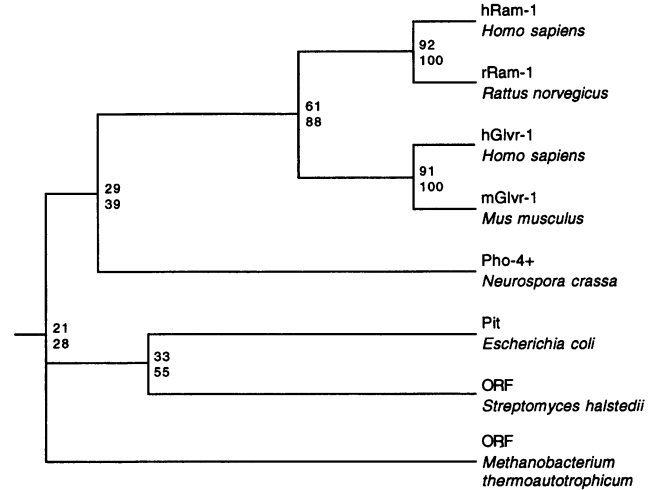 hRam-1
Homo sapiens
92
100
rRam-1
Rattus norvegicus
61
88
hGlvr-1
Homo sapiens
91
100
mGlvr-1
Mus musculus
29
39
Pho-4+
Neurospora crassa
Pit
Escherichia coli
21
28
33
55
ORF
Streptomyces halstedii
ORF
Methanobacterium
thermoautotrophicum